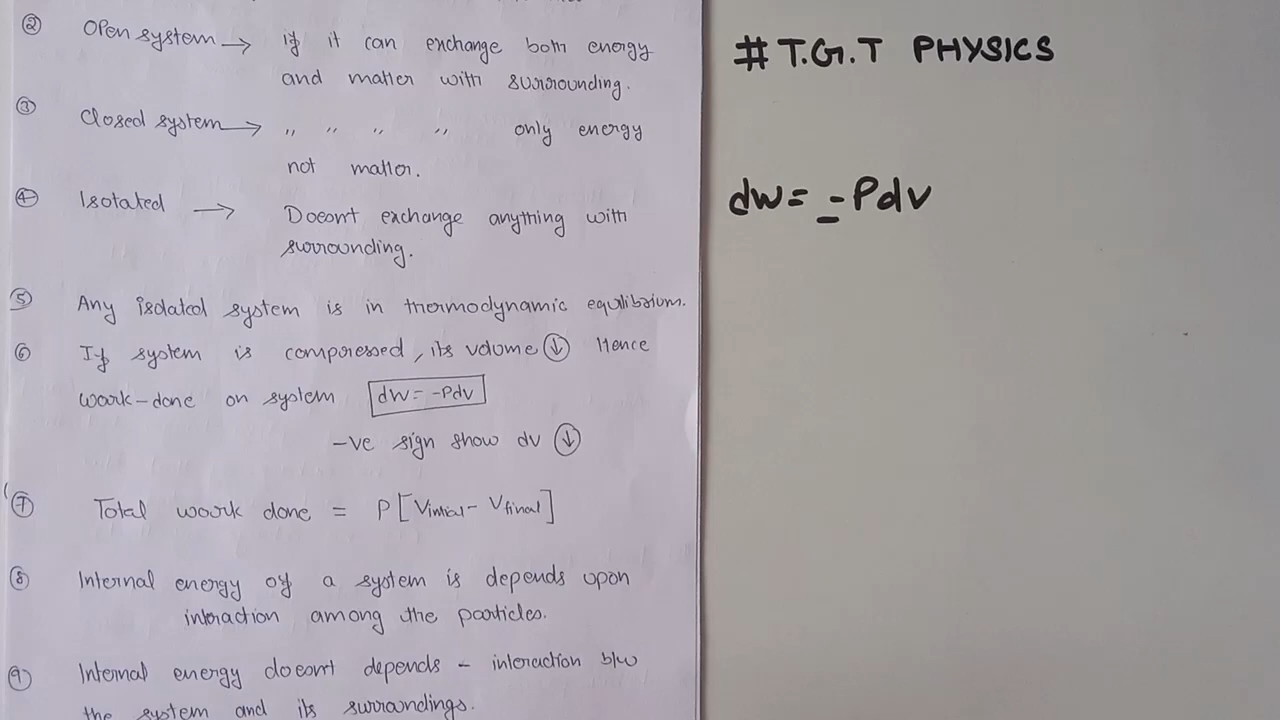 ② Open system → if it can exchange both energy
and matter with surrounding.
③ Closed system → ,, ,, ,, ,, only energy
not matter.
④ Isolated → Doesn't exchange anything with
surrounding.
⑤ Any isolated system is in thermodynamic equilibrium.
⑥ If system is compressed, its volume ↓ Hence
work-done on system dW = -Pdv
-ve sign show dv ↓
⑦ Total work done = P[Vinitial - Vfinal]
⑧ Internal energy of a system is depends upon
interaction among the particles.
⑨ Internal energy doesn't depends - interaction b/w
the system and its surroundings.
# T.G.T PHYSICS
dw = -Pdv